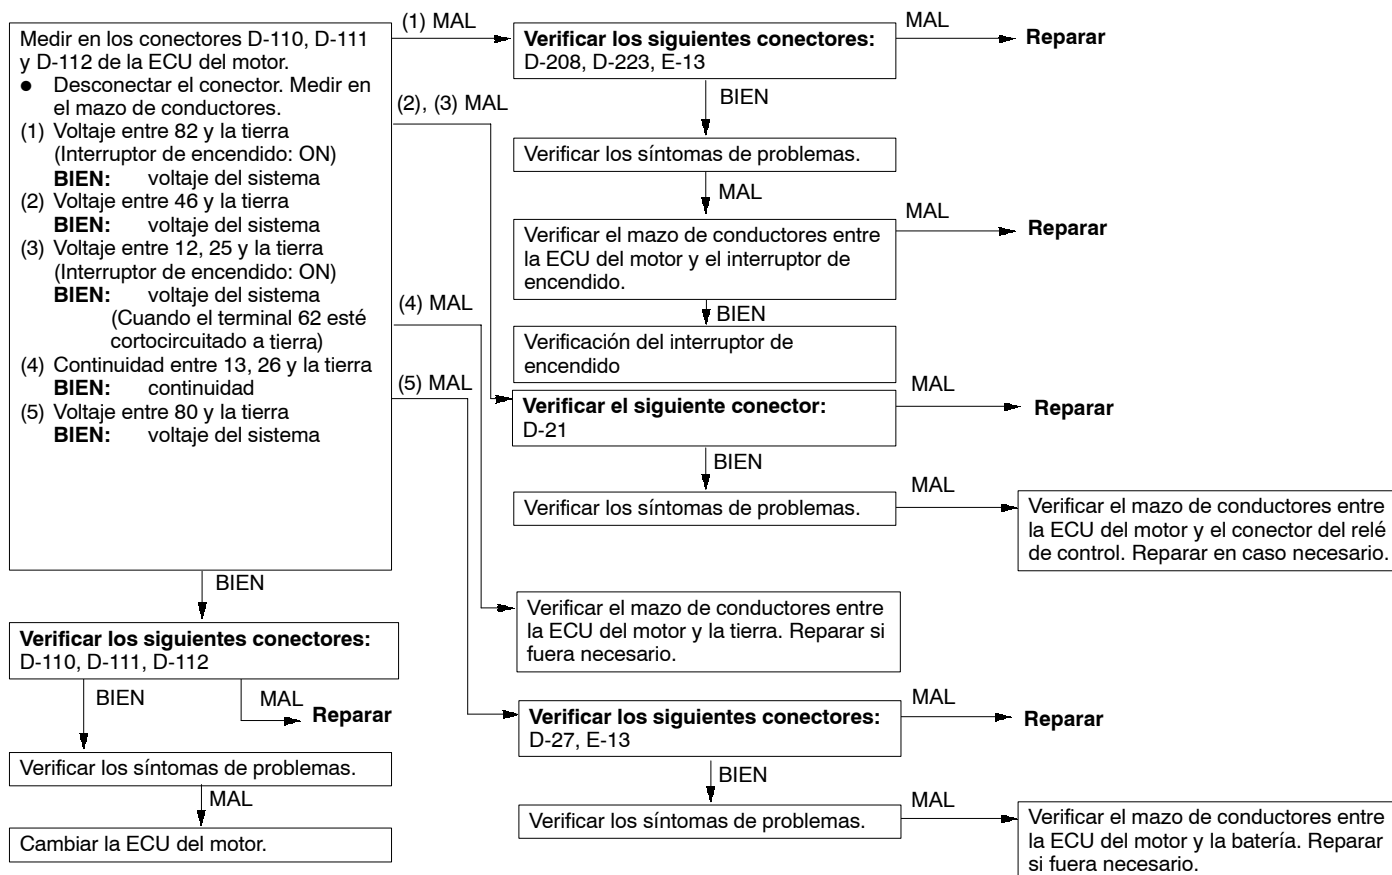 Medir en los conectores D-110, D-111
y D-112 de la ECU del motor.
● Desconectar el conector. Medir en
el mazo de conductores.
(1) Voltaje entre 82 y la tierra
(Interruptor de encendido: ON)
BIEN: voltaje del sistema
(2) Voltaje entre 46 y la tierra
BIEN: voltaje del sistema
(3) Voltaje entre 12, 25 y la tierra
(Interruptor de encendido: ON)
BIEN: voltaje del sistema
(Cuando el terminal 62 esté
cortocircuitado a tierra)
(4) Continuidad entre 13, 26 y la tierra
BIEN: continuidad
(5) Voltaje entre 80 y la tierra
BIEN: voltaje del sistema
(1) MAL
Verificar los siguientes conectores:
D-208, D-223, E-13
MAL
Reparar
BIEN
Verificar los síntomas de problemas.
MAL
Verificar el mazo de conductores entre
la ECU del motor y el interruptor de
encendido.
MAL
Reparar
BIEN
Verificación del interruptor de
encendido
(2), (3) MAL
Verificar el siguiente conector:
D-21
MAL
Reparar
BIEN
Verificar los síntomas de problemas.
MAL
Verificar el mazo de conductores entre
la ECU del motor y el conector del relé
de control. Reparar en caso necesario.
(4) MAL
Verificar el mazo de conductores entre
la ECU del motor y la tierra. Reparar si
fuera necesario.
(5) MAL
Verificar los siguientes conectores:
D-27, E-13
MAL
Reparar
BIEN
Verificar los síntomas de problemas.
MAL
Verificar el mazo de conductores entre
la ECU del motor y la batería. Reparar
si fuera necesario.
BIEN
Verificar los siguientes conectores:
D-110, D-111, D-112
BIEN
MAL
Reparar
Verificar los síntomas de problemas.
MAL
Cambiar la ECU del motor.